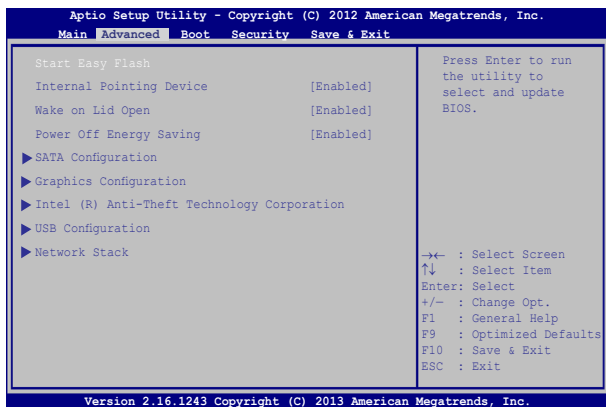 Aptio Setup Utility - Copyright (C) 2012 American Megatrends, Inc.
Main Advanced Boot Security Save & Exit
Start Easy Flash
Internal Pointing Device [Enabled]
Wake on Lid Open [Enabled]
Power Off Energy Saving [Enabled]
SATA Configuration
Graphics Configuration
Intel (R) Anti-Theft Technology Corporation
USB Configuration
Network Stack
Press Enter to run
the utility to
select and update
BIOS.
→← : Select Screen
↑↓ : Select Item
Enter: Select
+/— : Change Opt.
F1 : General Help
F9 : Optimized Defaults
F10 : Save & Exit
ESC : Exit
Version 2.16.1243 Copyright (C) 2013 American Megatrends, Inc.